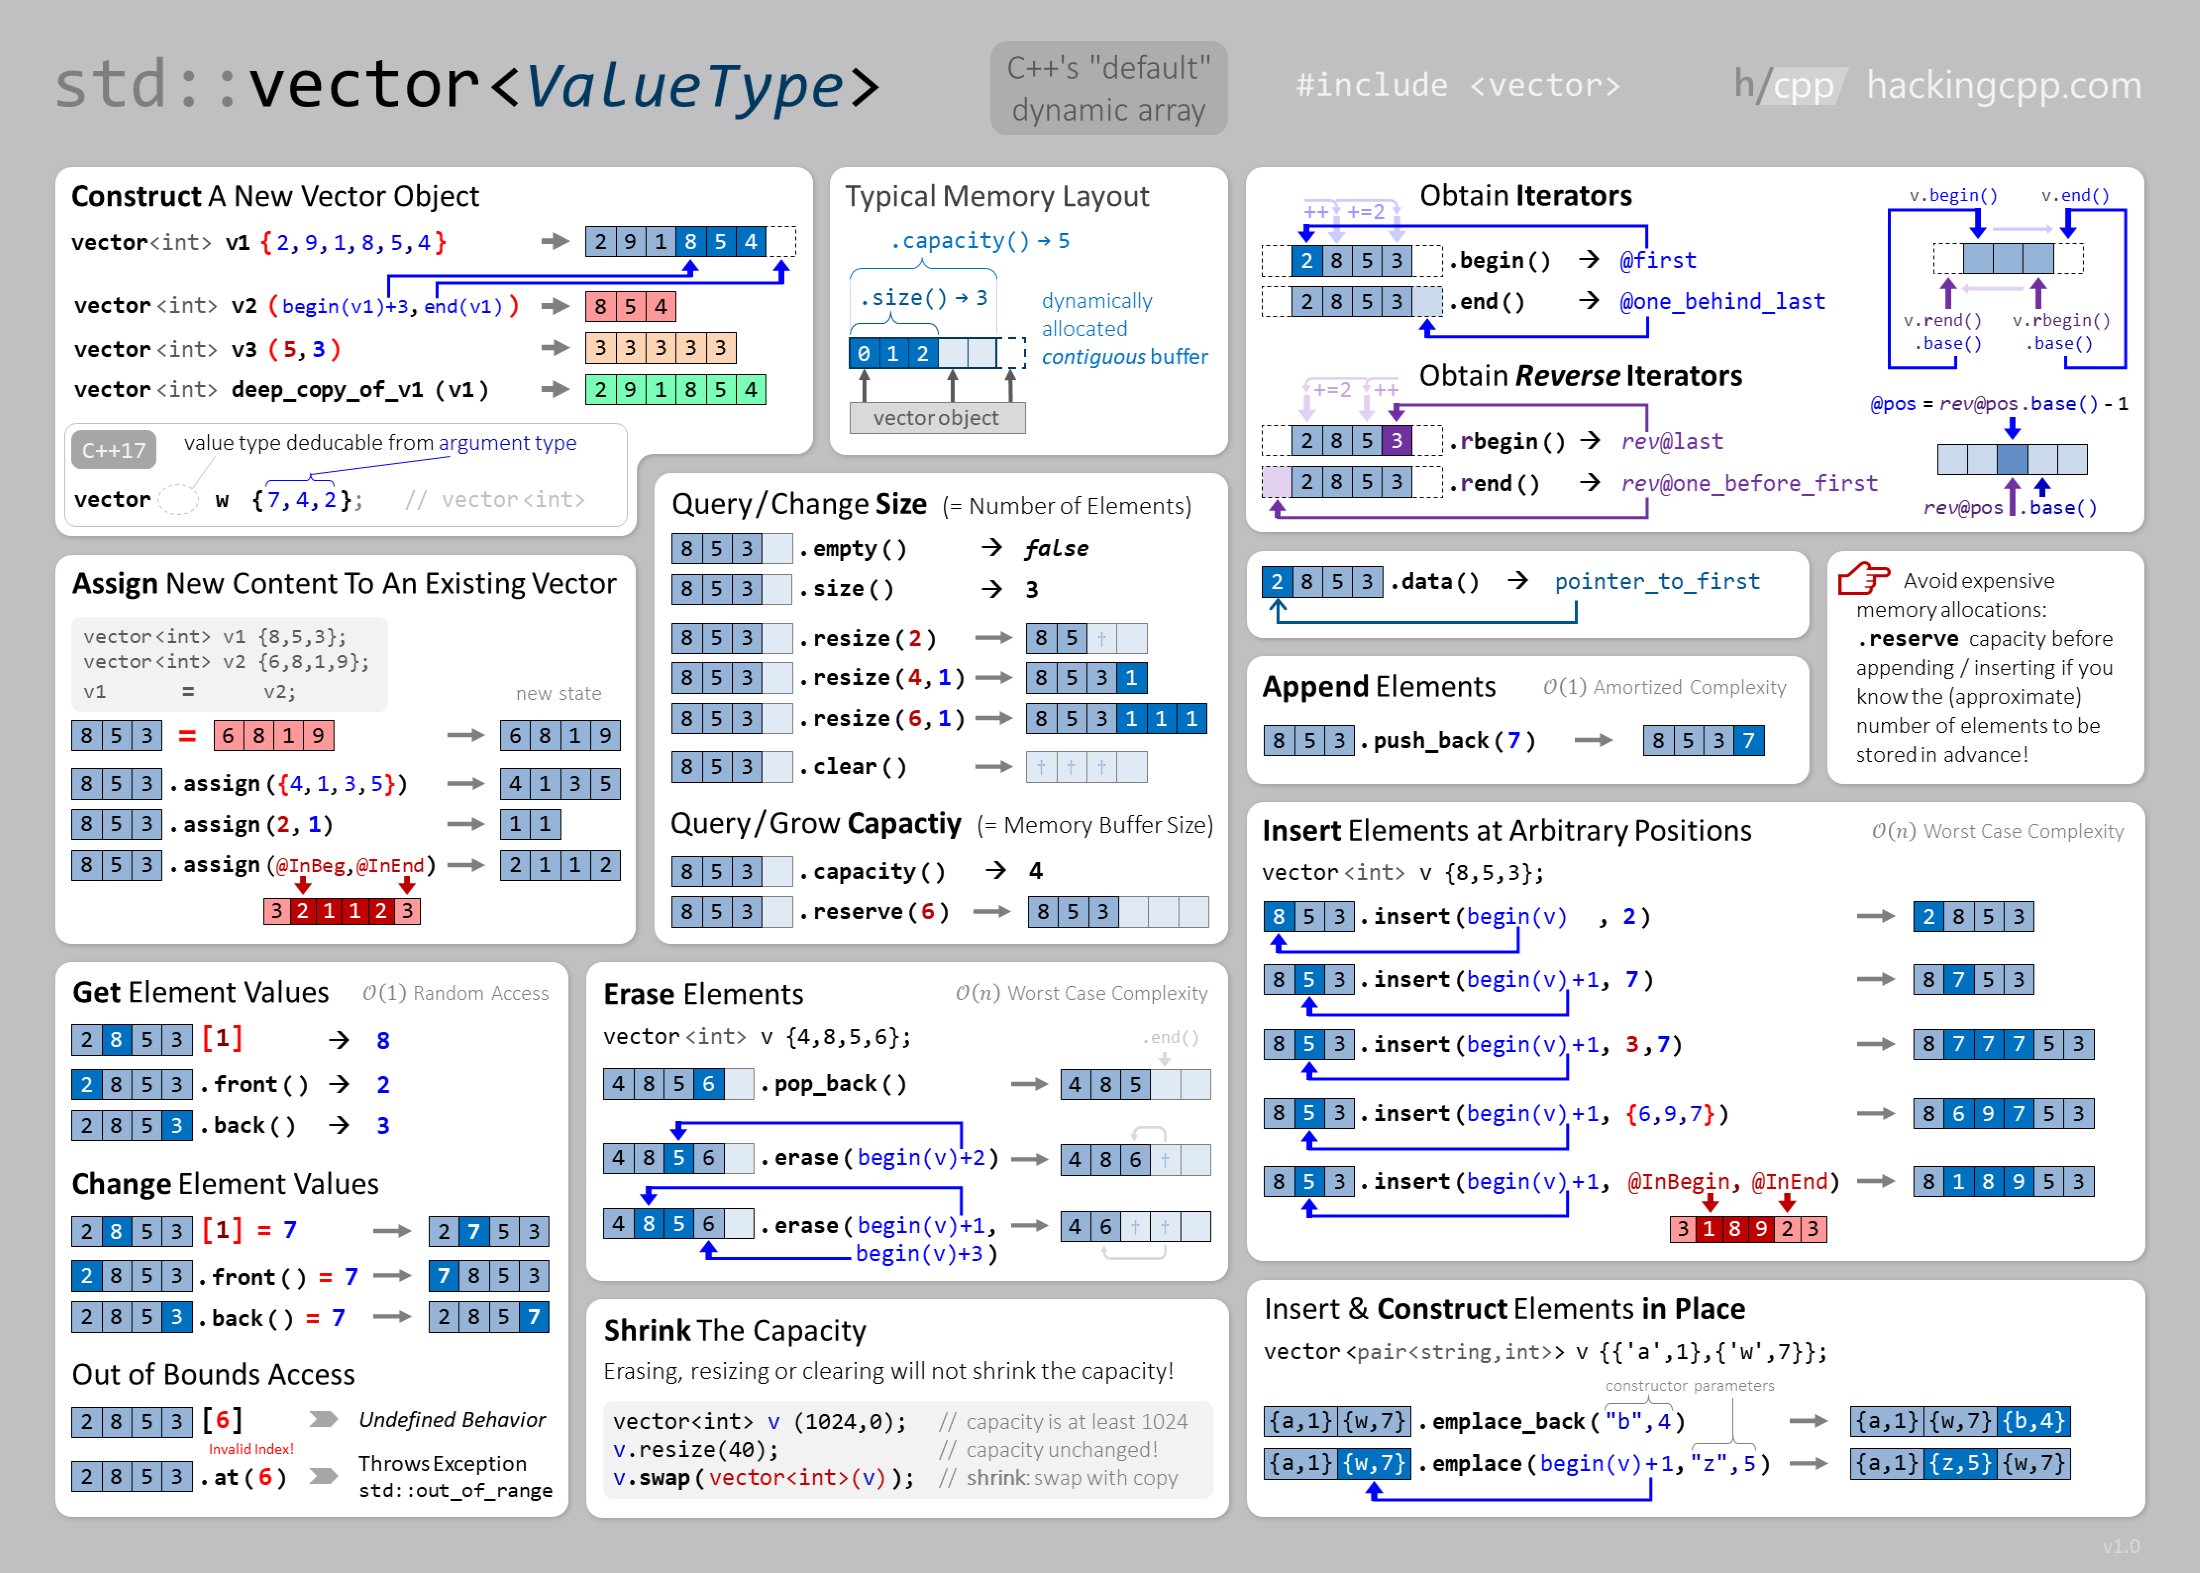 std::vector<ValueType>
C++'s "default"
dynamic array
#include <vector>
h/cpp hackingcpp.com
Construct A New Vector Object
vector<int> v1 {2,9,1,8,5,4} → 2 9 1 8 5 4
vector<int> v2 (begin(v1)+3, end(v1)) → 8 5 4
vector<int> v3 (5,3) → 3 3 3 3 3
vector<int> deep_copy_of_v1 (v1) → 2 9 1 8 5 4
C++17 value type deducable from argument type
vector w {7,4,2}; // vector<int>
Typical Memory Layout
.capacity() → 5
.size() → 3
0 1 2
dynamically
allocated
contiguous buffer
vector object
Obtain Iterators
++ +=2
2 8 5 3 .begin() → @first
2 8 5 3 .end() → @one_behind_last
Obtain Reverse Iterators
+=2 ++
2 8 5 3 .rbegin() → rev@last
2 8 5 3 .rend() → rev@one_before_first
v.begin() v.end()
v.rend() v.rbegin()
.base() .base()
@pos = rev@pos.base() - 1
rev@pos .base()
Assign New Content To An Existing Vector
vector<int> v1 {8,5,3};
vector<int> v2 {6,8,1,9};
v1 = v2;
new state
8 5 3 = 6 8 1 9 → 6 8 1 9
8 5 3 .assign({4,1,3,5}) → 4 1 3 5
8 5 3 .assign(2,1) → 1 1
8 5 3 .assign(@InBeg,@InEnd) → 2 1 1 2
3 2 1 1 2 3
Query/Change Size (= Number of Elements)
8 5 3 .empty() → false
8 5 3 .size() → 3
8 5 3 .resize(2) → 8 5 †
8 5 3 .resize(4,1) → 8 5 3 1
8 5 3 .resize(6,1) → 8 5 3 1 1 1
8 5 3 .clear() → † † †
Query/Grow Capactiy (= Memory Buffer Size)
8 5 3 .capacity() → 4
8 5 3 .reserve(6) → 8 5 3
2 8 5 3 .data() → pointer_to_first
Append Elements O(1) Amortized Complexity
8 5 3 .push_back(7) → 8 5 3 7
Avoid expensive
memory allocations:
.reserve capacity before
appending / inserting if you
know the (approximate)
number of elements to be
stored in advance!
Insert Elements at Arbitrary Positions O(n) Worst Case Complexity
vector<int> v {8,5,3};
8 5 3 .insert(begin(v) , 2) → 2 8 5 3
8 5 3 .insert(begin(v)+1, 7) → 8 7 5 3
8 5 3 .insert(begin(v)+1, 3,7) → 8 7 7 7 5 3
8 5 3 .insert(begin(v)+1, {6,9,7}) → 8 6 9 7 5 3
8 5 3 .insert(begin(v)+1, @InBegin, @InEnd) → 8 1 8 9 5 3
3 1 8 9 2 3
Get Element Values O(1) Random Access
2 8 5 3 [1] → 8
2 8 5 3 .front() → 2
2 8 5 3 .back() → 3
Change Element Values
2 8 5 3 [1] = 7 → 2 7 5 3
2 8 5 3 .front() = 7 → 7 8 5 3
2 8 5 3 .back() = 7 → 2 8 5 7
Out of Bounds Access
2 8 5 3 [6] Undefined Behavior
Invalid Index!
2 8 5 3 .at(6) Throws Exception
std::out_of_range
Erase Elements O(n) Worst Case Complexity
vector<int> v {4,8,5,6};
.end()
4 8 5 6 .pop_back() → 4 8 5
4 8 5 6 .erase(begin(v)+2) → 4 8 6 †
4 8 5 6 .erase(begin(v)+1, → 4 6 † †
begin(v)+3)
Shrink The Capacity
Erasing, resizing or clearing will not shrink the capacity!
vector<int> v (1024,0); // capacity is at least 1024
v.resize(40); // capacity unchanged!
v.swap(vector<int>(v)); // shrink: swap with copy
Insert & Construct Elements in Place
vector<pair<string,int>> v {{'a',1},{'w',7}};
constructor parameters
{a,1} {w,7} .emplace_back("b",4) → {a,1} {w,7} {b,4}
{a,1} {w,7} .emplace(begin(v)+1,"z",5) → {a,1} {z,5} {w,7}
v1.0